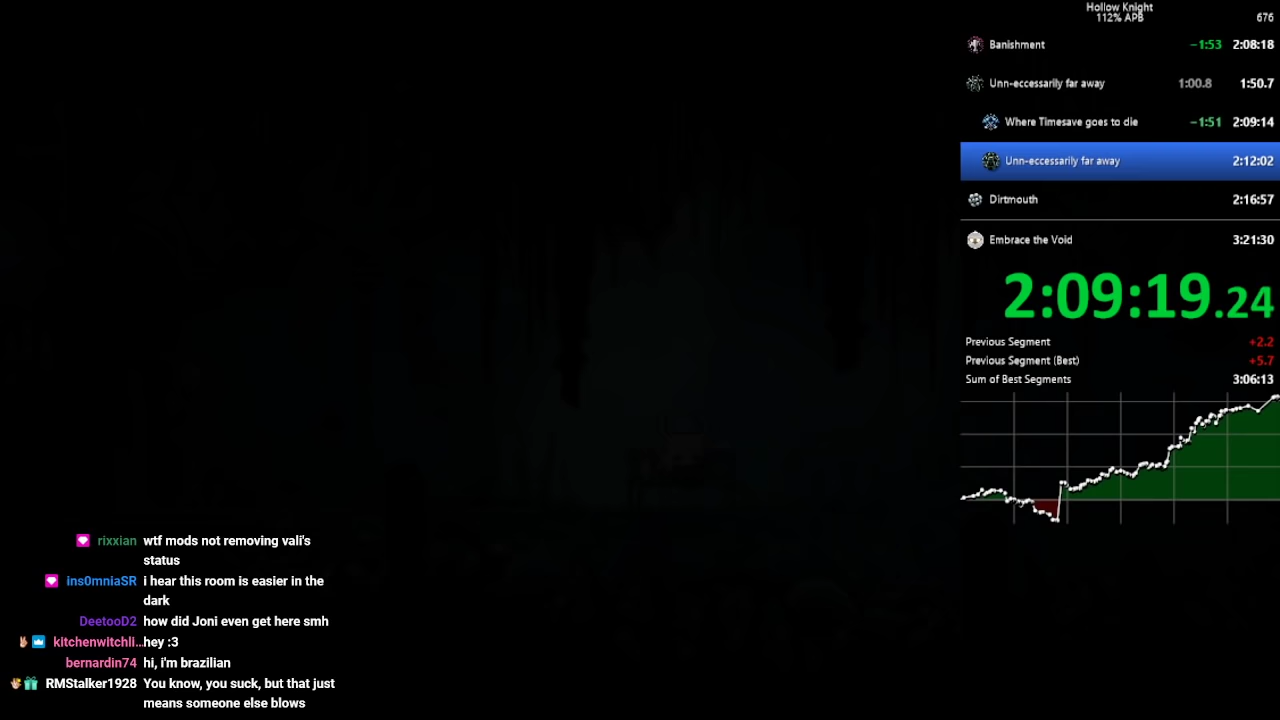 Hollow Knight
112% APB 676
Banishment −1:53 2:08:18
Unn-eccessarily far away 1:00.8 1:50.7
Where Timesave goes to die −1:51 2:09:14
Unn-eccessarily far away 2:12:02
Dirtmouth 2:16:57
Embrace the Void 3:21:30
2:09:19.24
Previous Segment +2.2
Previous Segment (Best) +5.7
Sum of Best Segments 3:06:13
rixxian wtf mods not removing vali's
status
ins0mniaSR i hear this room is easier in the
dark
DeetooD2 how did Joni even get here smh
kitchenwitchli... hey :3
bernardin74 hi, i'm brazilian
RMStalker1928 You know, you suck, but that just
means someone else blows